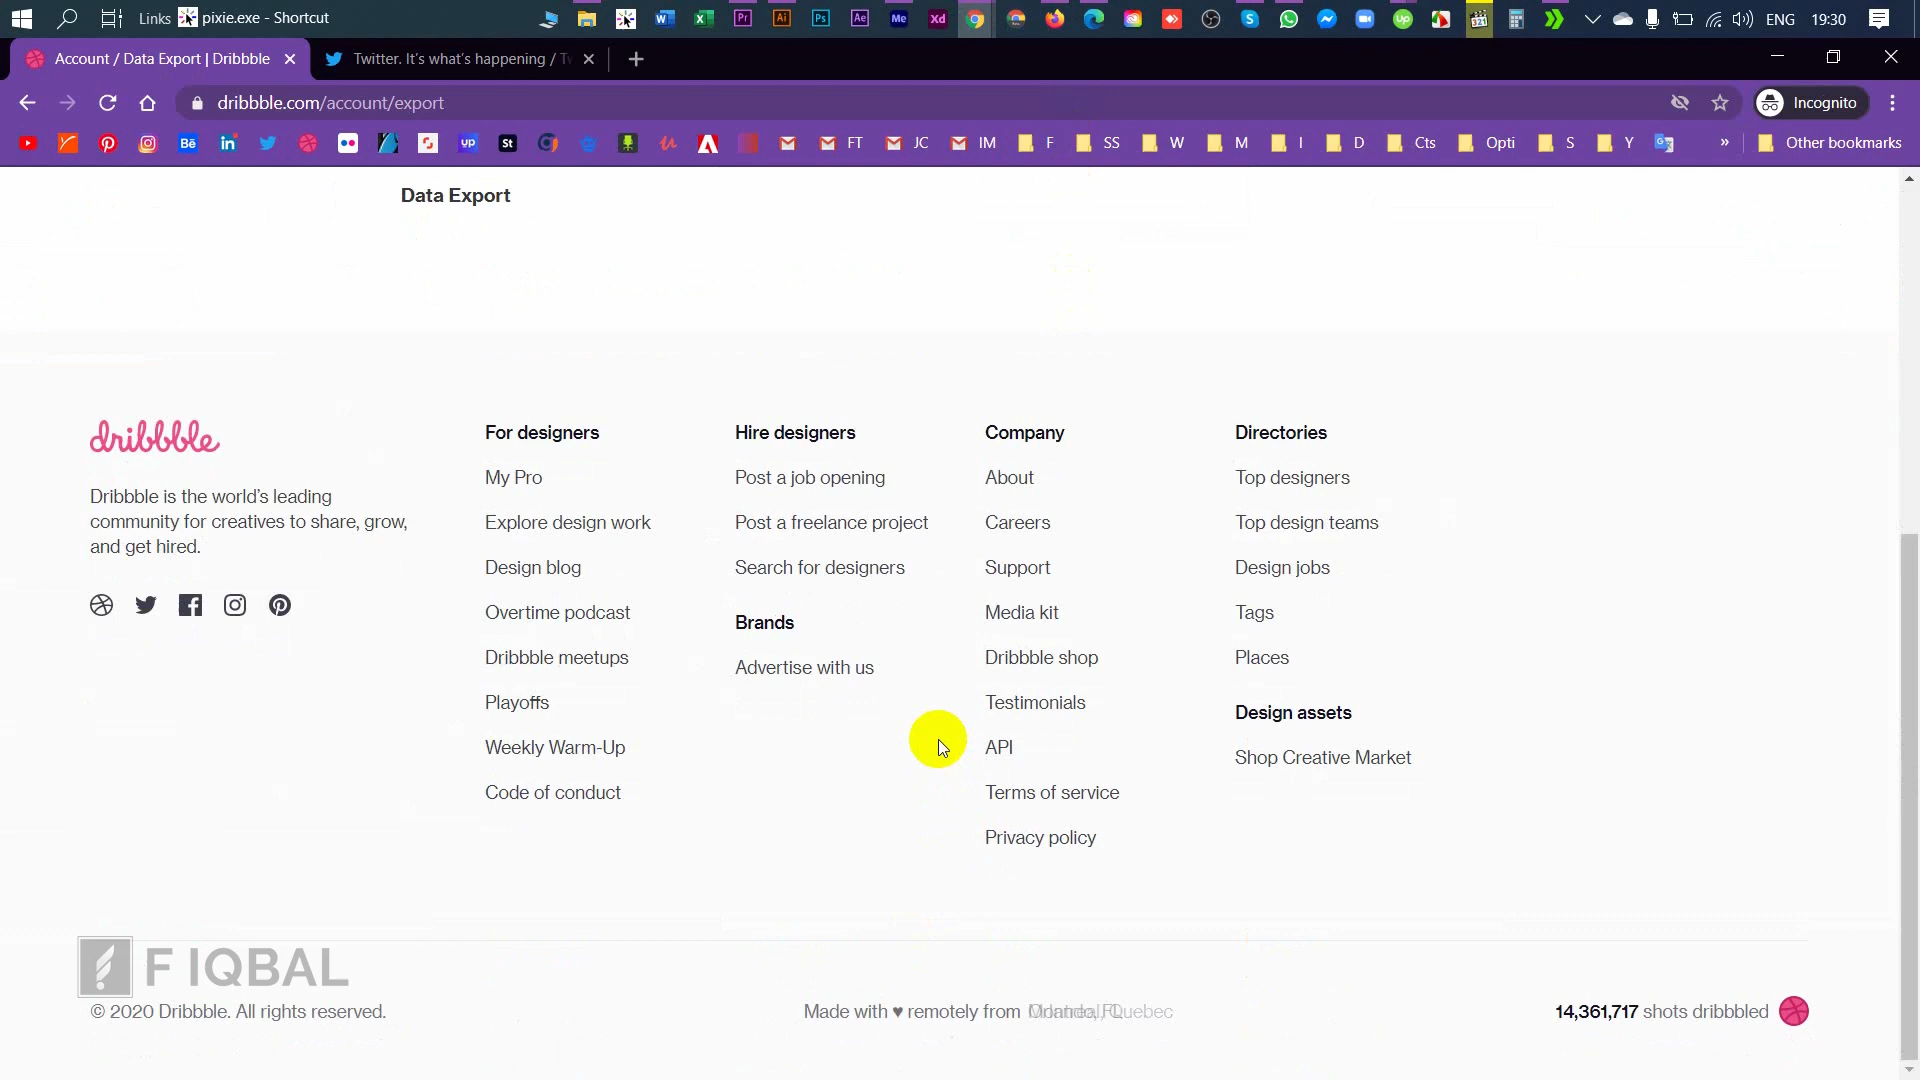 Links pixie.exe - Shortcut
ENG 19:30
Account / Data Export | Dribbble
Twitter. It's what's happening / Tw
dribbble.com/account/export
Incognito
FT JC IM F SS W M I D Cts Opti S Y » Other bookmarks
Data Export
dribbble
Dribbble is the world's leading
community for creatives to share, grow,
and get hired.
For designers
My Pro
Explore design work
Design blog
Overtime podcast
Dribbble meetups
Playoffs
Weekly Warm-Up
Code of conduct
Hire designers
Post a job opening
Post a freelance project
Search for designers
Brands
Advertise with us
Company
About
Careers
Support
Media kit
Dribbble shop
Testimonials
API
Terms of service
Privacy policy
Directories
Top designers
Top design teams
Design jobs
Tags
Places
Design assets
Shop Creative Market
F IQBAL
© 2020 Dribbble. All rights reserved.
Made with ♥ remotely from
14,361,717 shots dribbbled